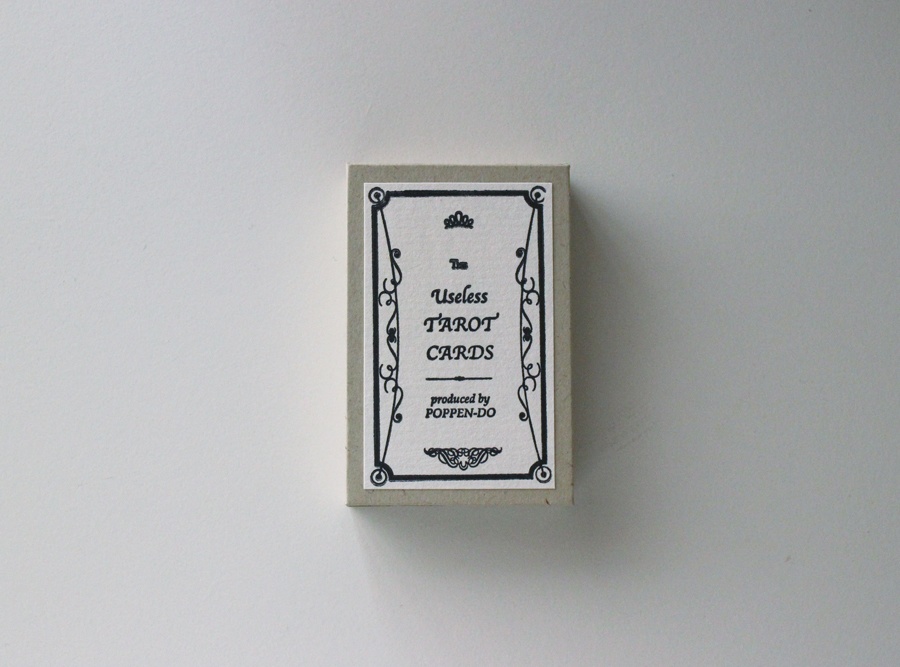 The
Useless
TAROT
CARDS
produced by
POPPEN-DO